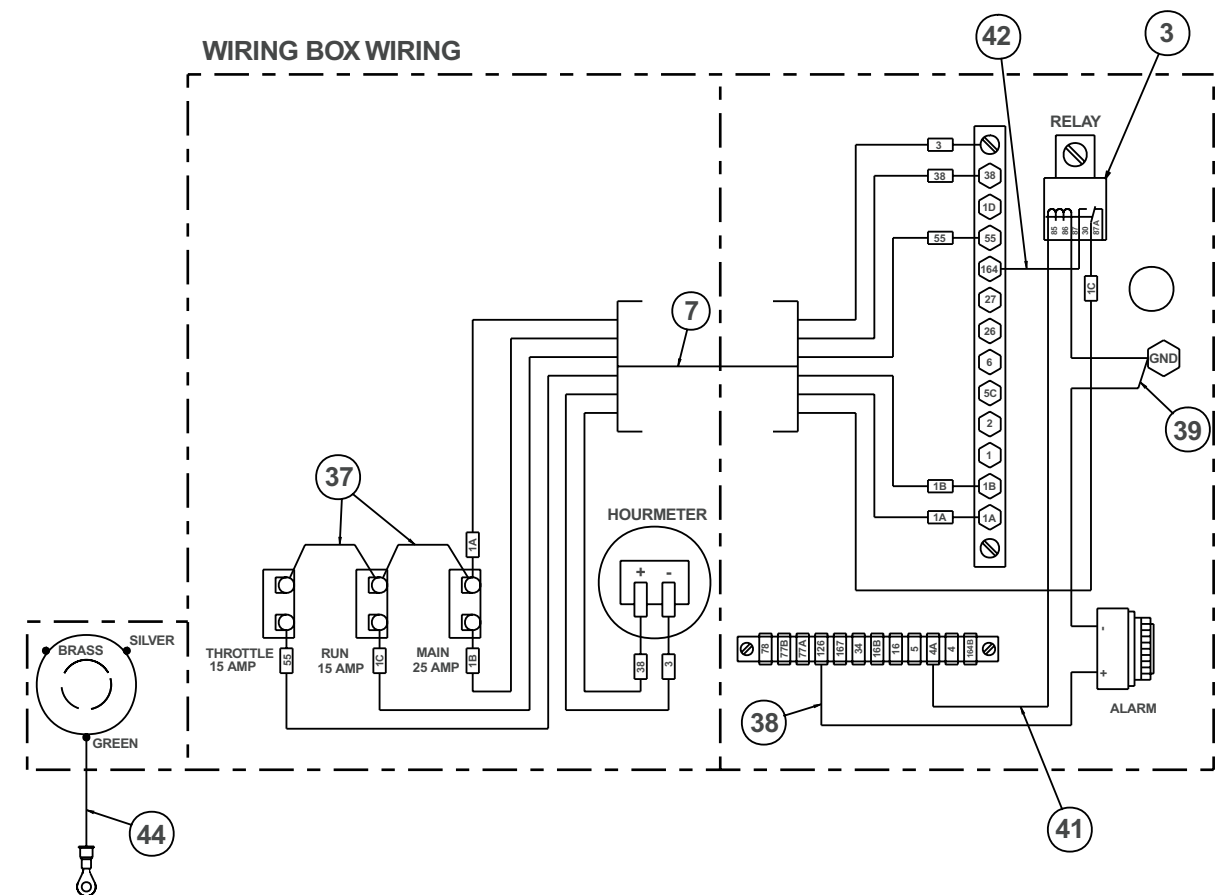 WIRING BOX WIRING
42
3
RELAY
3
38
38
1D
55
55
164
27
26
6
5C
2
1
1B
1B
1A
1A
85
86
87
30
87A
1C
GND
39
7
37
1A
HOURMETER
+ -
38
3
THROTTLE
15 AMP
55
RUN
15 AMP
1C
MAIN
25 AMP
1B
SILVER
BRASS
GREEN
44
78
77B
77A
126
167
34
16B
16
5
4A
4
164B
38
41
-
+
ALARM